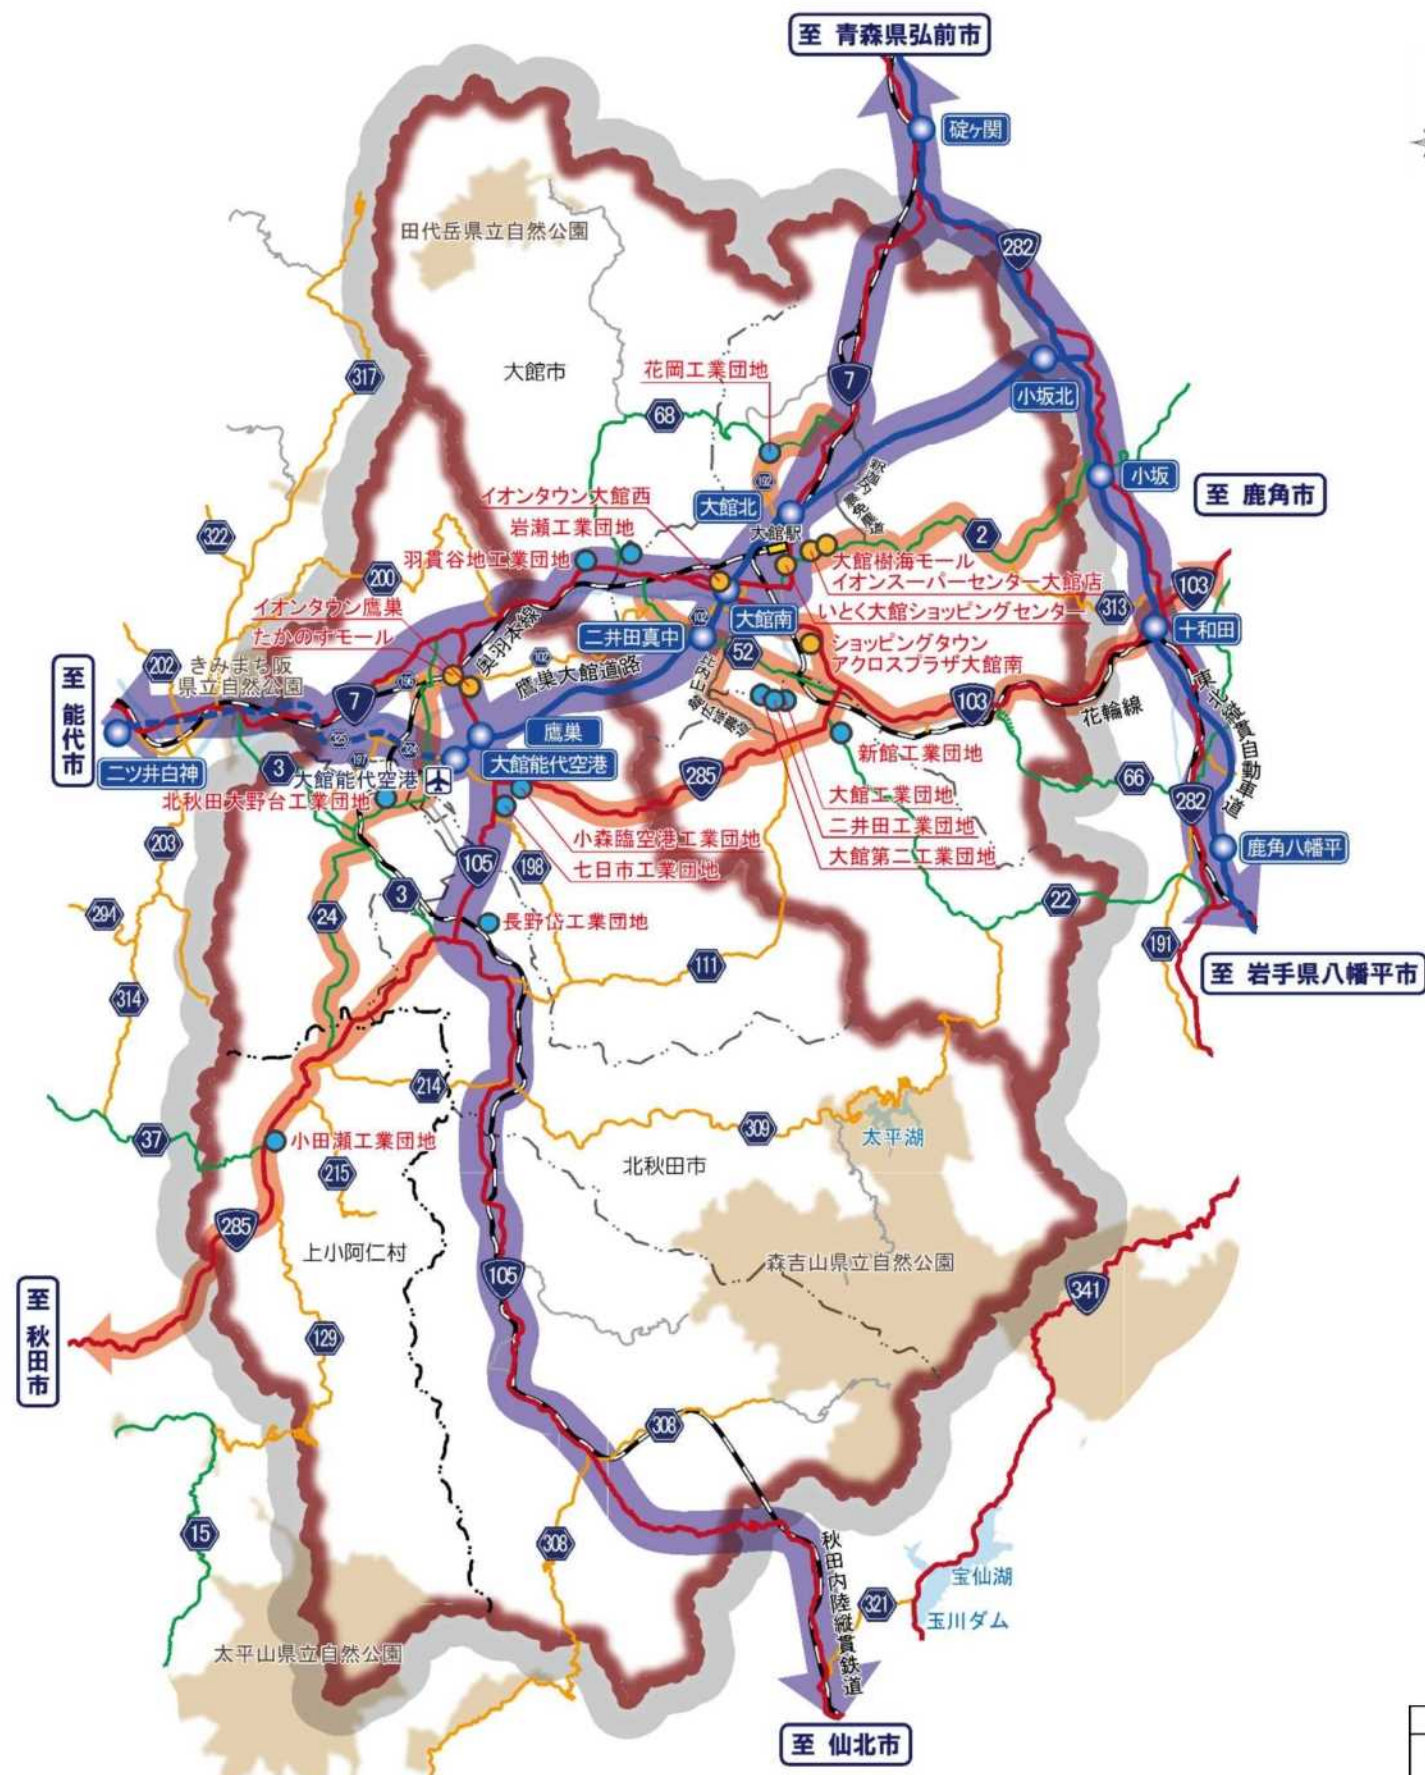 至 青森県弘前市
碇ヶ関
282
田代岳県立自然公園
317
大館市
花岡工業団地
7
小坂北
68
192
釈迦内
小坂
至 鹿角市
イオンタウン大館西
大館北
岩瀬工業団地
大館駅
2
322
羽貫谷地工業団地
大館樹海モール
200
イオンスーパーセンター大館店
103
イオンタウン鷹巣
大館南
いとく大館ショッピングセンター
313
たかのすモール
奥羽本線
102
二井田真中
十和田
ショッピングタウン
アクロスプラザ大館南
52
202
きみまち阪
県立自然公園
102
鷹巣大館道路
至 能代市
7
103
花輪線
東北縦貫自動車道
鷹巣
新館工業団地
二ツ井白神
3
197
324
大館能代空港
大館能代空港
285
66
北秋田大野台工業団地
大館工業団地
282
二井田工業団地
小森臨空港工業団地
大館第二工業団地
鹿角八幡平
203
105
198
七日市工業団地
294
24
3
長野岱工業団地
22
191
111
至 岩手県八幡平市
314
214
309
太平湖
37
小田瀬工業団地
北秋田市
215
285
上小阿仁村
森吉山県立自然公園
105
341
至 秋田市
129
308
15
308
秋田内陸縦貫鉄道
宝仙湖
321
玉川ダム
太平山県立自然公園
至 仙北市